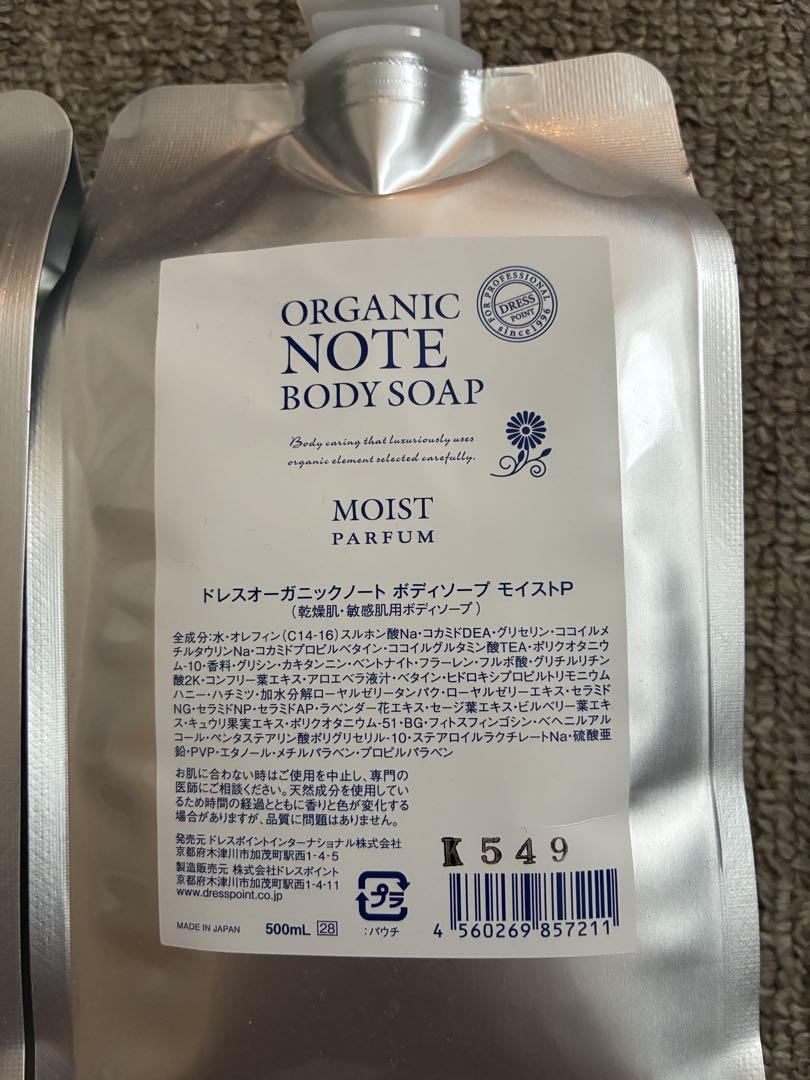 ORGANIC
NOTE
BODY SOAP
FOR PROFESSIONAL
DRESS
POINT
since1996
Body caring that luxuriously uses
organic element selected carefully.
MOIST
PARFUM
ドレスオーガニックノート ボディソープ モイストP
(乾燥肌・敏感肌用ボディソープ)
全成分:水・オレフィン(C14-16)スルホン酸Na・コカミドDEA・グリセリン・ココイルメ
チルタウリンNa・コカミドプロピルベタイン・ココイルグルタミン酸TEA・ポリクオタニウ
ム-10・香料・グリシン・カキタンニン・ベントナイト・フラーレン・フルボ酸・グリチルリチン
酸2K・コンフリー葉エキス・アロエベラ液汁・ベタイン・ヒドロキシプロピルトリモニウム
ハニー・ハチミツ・加水分解ローヤルゼリータンパク・ローヤルゼリーエキス・セラミド
NG・セラミドNP・セラミドAP・ラベンダー花エキス・セージ葉エキス・ビルベリー葉エキ
ス・キュウリ果実エキス・ポリクオタニウム-51・BG・フィトスフィンゴシン・ベヘニルアル
コール・ペンタステアリン酸ポリグリセリル-10・ステアロイルラクチレートNa・硫酸亜
鉛・PVP・エタノール・メチルパラベン・プロピルパラベン
お肌に合わない時はご使用を中止し、専門の
医師にご相談ください。天然成分を使用してい
るため時間の経過とともに香りと色が変化する
場合がありますが、品質に問題はありません。
発売元 ドレスポイントインターナショナル株式会社
京都府木津川市加茂町駅西1-4-5
製造販売元 株式会社ドレスポイント
京都府木津川市加茂町駅西1-4-11
www.dresspoint.co.jp
MADE IN JAPAN 500mL 28
プラ
:パウチ
K549
4 560269 857211